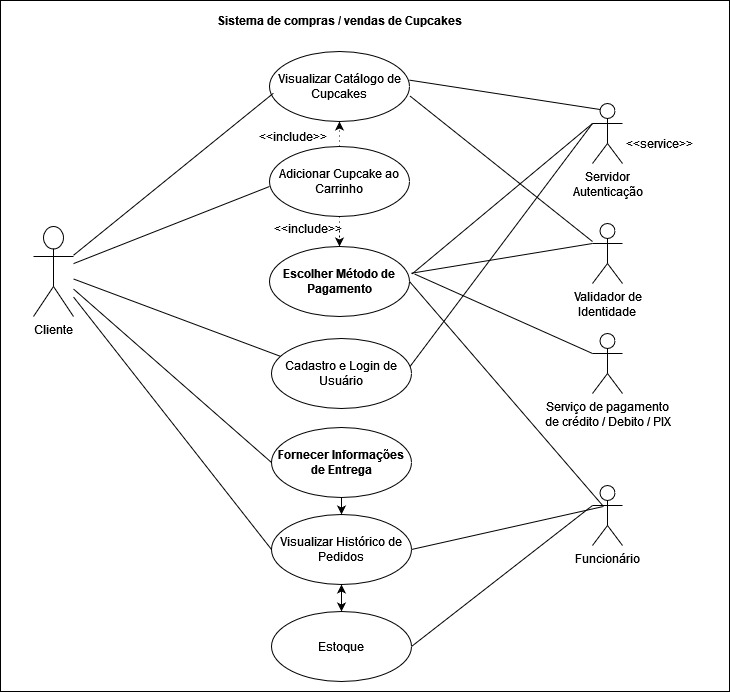 Sistema de compras / vendas de Cupcakes
Visualizar Catálogo de
Cupcakes
<<include>>
<<service>>
Adicionar Cupcake ao
Carrinho
Servidor
Autenticação
<<include>>
Escolher Método de
Pagamento
Validador de
Identidade
Cliente
Cadastro e Login de
Usuário
Serviço de pagamento
de crédito / Debito / PIX
Fornecer Informações
de Entrega
Visualizar Histórico de
Pedidos
Funcionário
Estoque